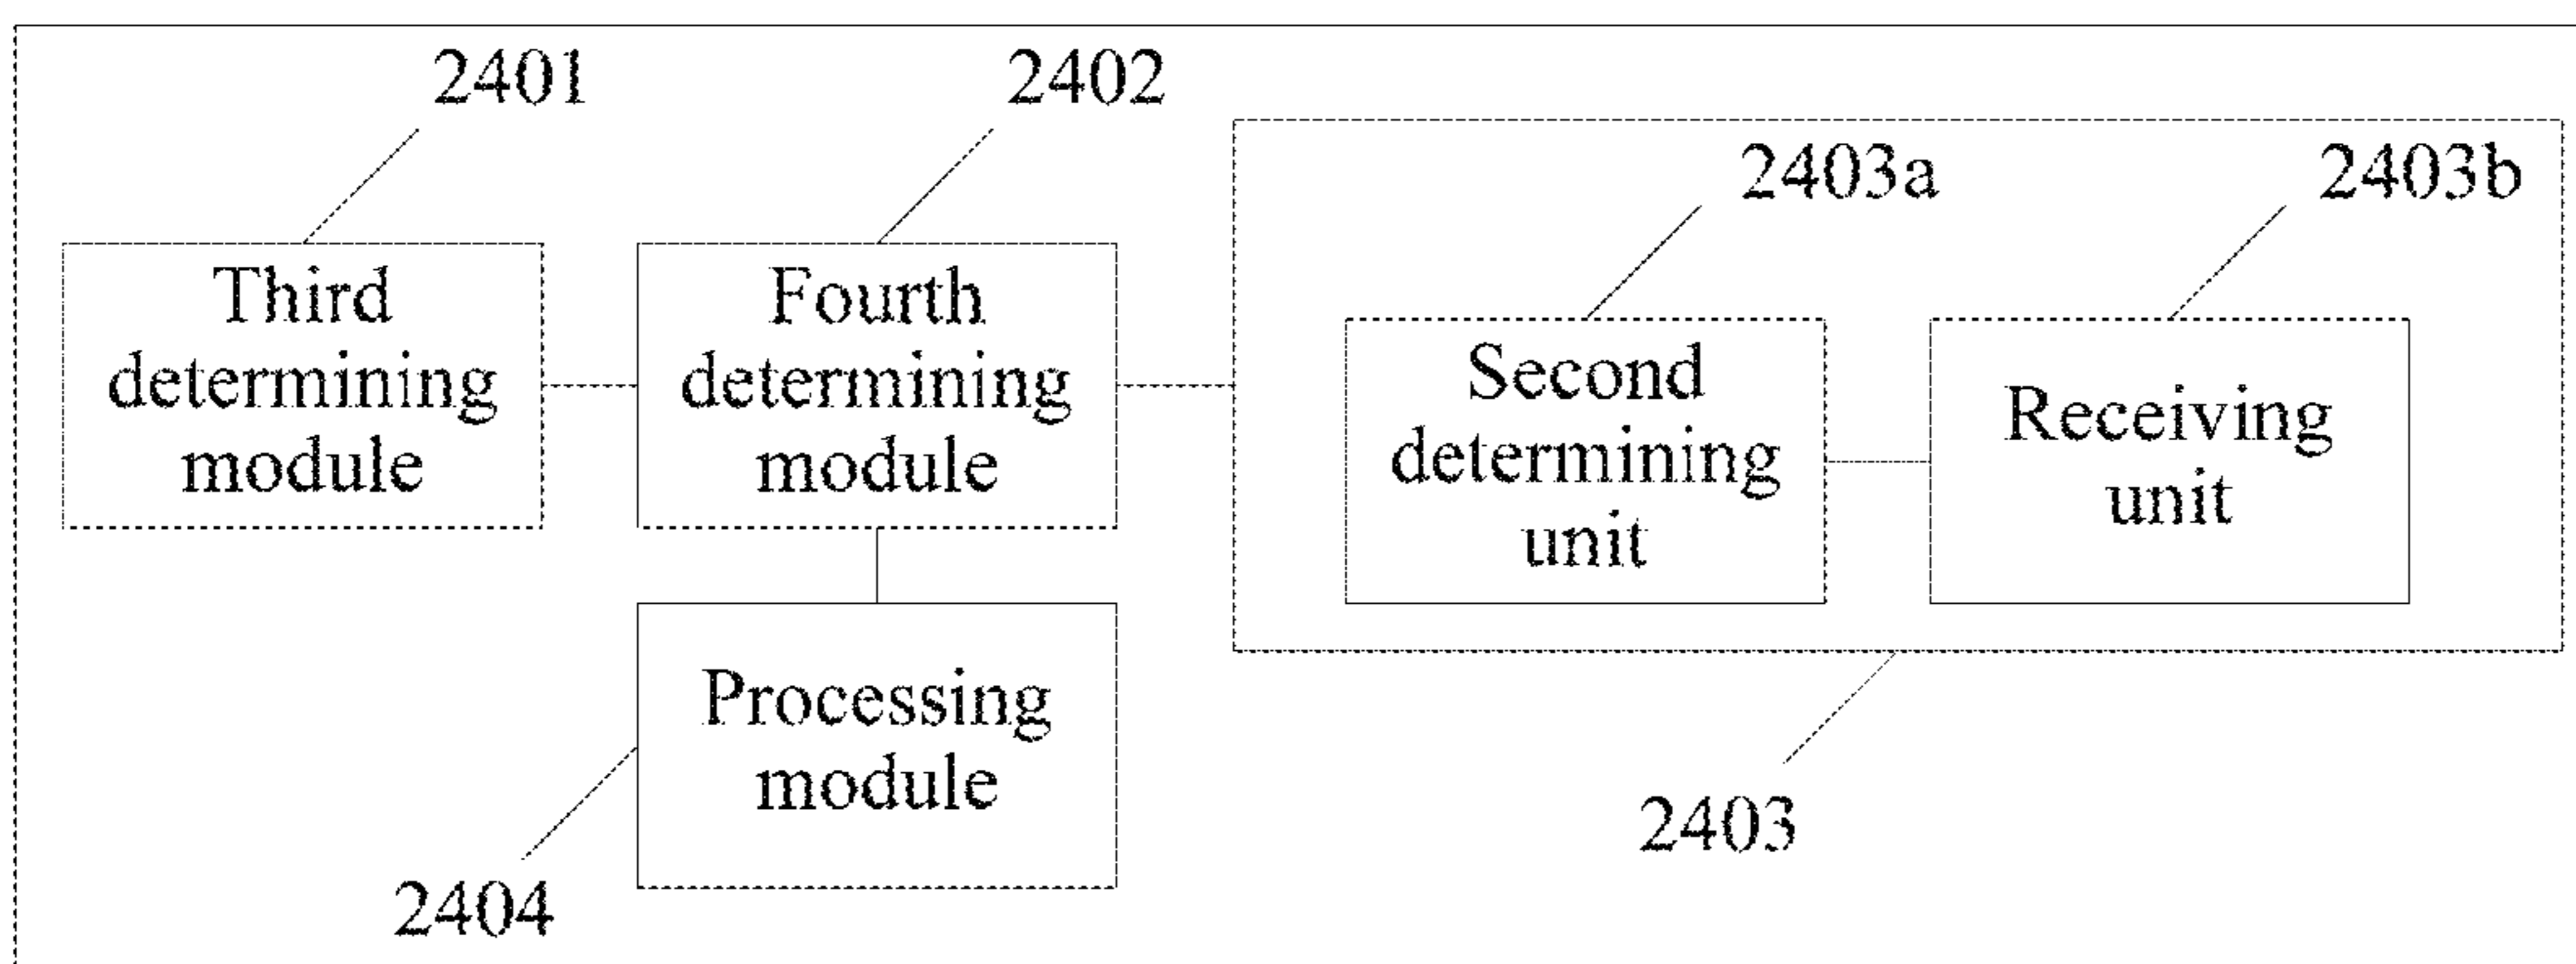 2401
2402
2403a
2403b
Third
determining
module
Fourth
determining
module
Second
determining
unit
Receiving
unit
Processing
module
2403
2404